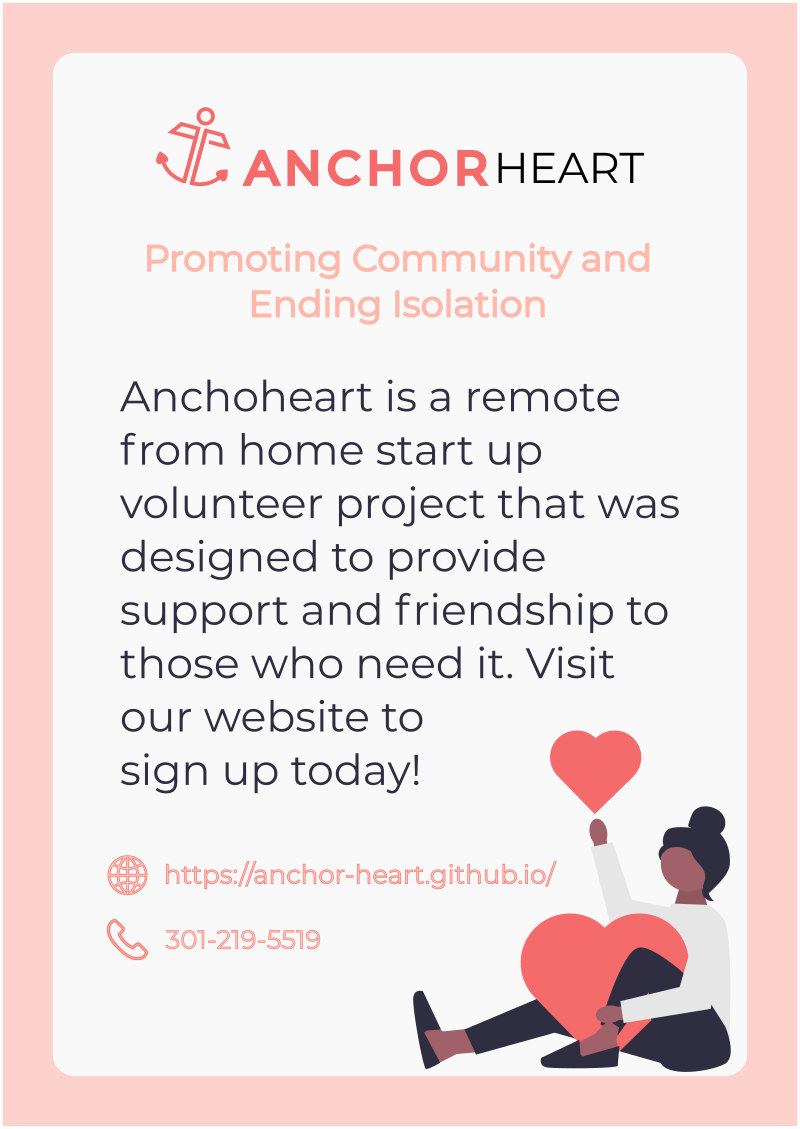 ANCHORHEART
Promoting Community and
Ending Isolation
Anchoheart is a remote
from home start up
volunteer project that was
designed to provide
support and friendship to
those who need it. Visit
our website to
sign up today!
https://anchor-heart.github.io/
301-219-5519